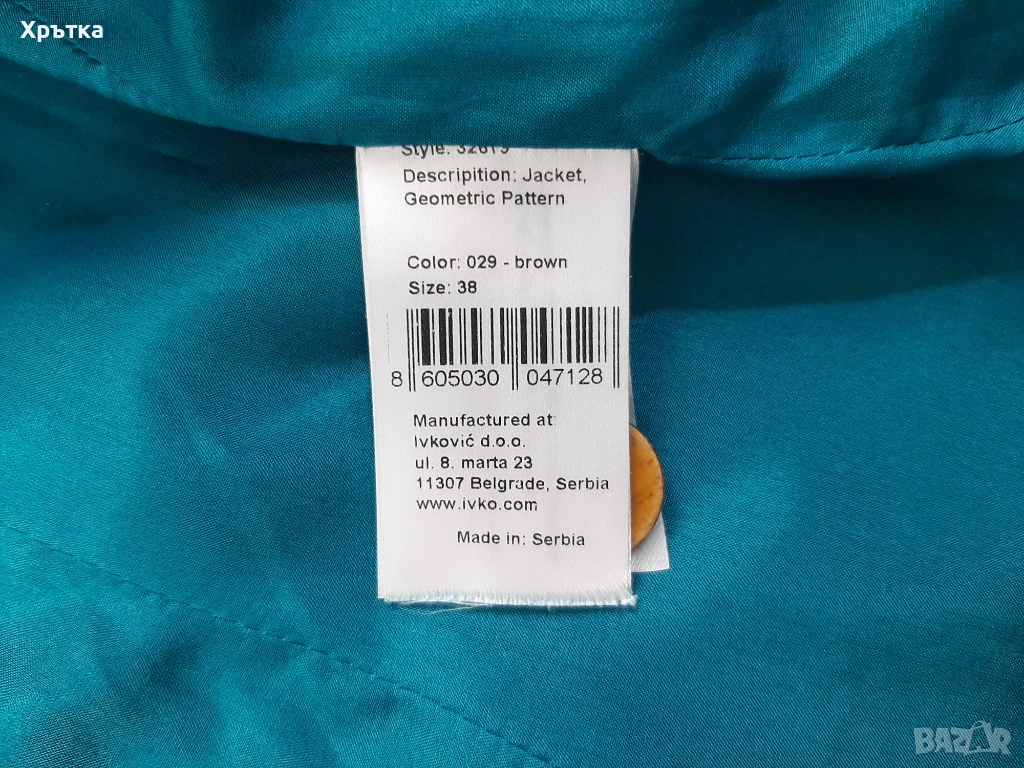 Хрътка
Style: 32619
Descripition: Jacket,
Geometric Pattern
Color: 029 - brown
Size: 38
8 605030 047128
Manufactured at:
Ivković d.o.o.
ul. 8. marta 23
11307 Belgrade, Serbia
www.ivko.com
Made in: Serbia
BAZAR